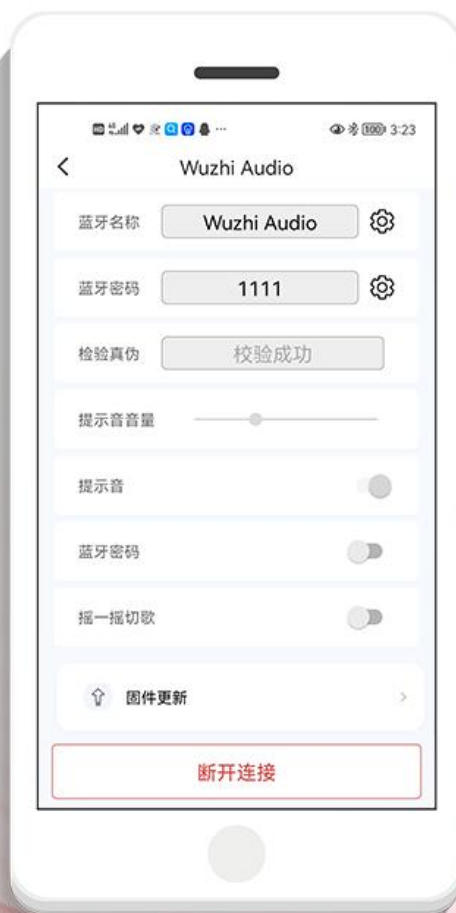 100 3:23
Wuzhi Audio
蓝牙名称 Wuzhi Audio
蓝牙密码 1111
检验真伪 校验成功
提示音音量
提示音
蓝牙密码
摇一摇切歌
固件更新
断开连接